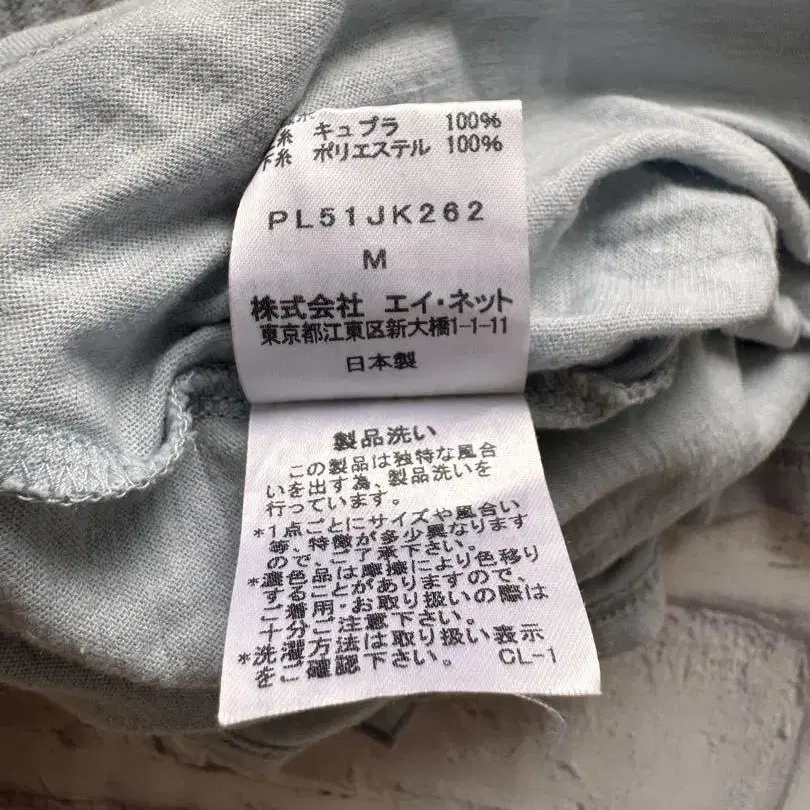 糸 キュプラ 100%
下糸 ポリエステル 100%
PL51JK262
M
株式会社 エイ・ネット
東京都江東区新大橋1-1-11
日本製
製品洗い
この製品は独特な風合
いを出す為、製品洗いを
行っています。
*1点ごとにサイズや風合い
等、特徴が多少異なります
ので、ご了承下さい。
*濃色品は摩擦により色移り
することがありますので、
ご着用・お取り扱いの際は
十分ご注意下さい。
*洗濯方法は取り扱い表示
をご確認下さい。 CL-1